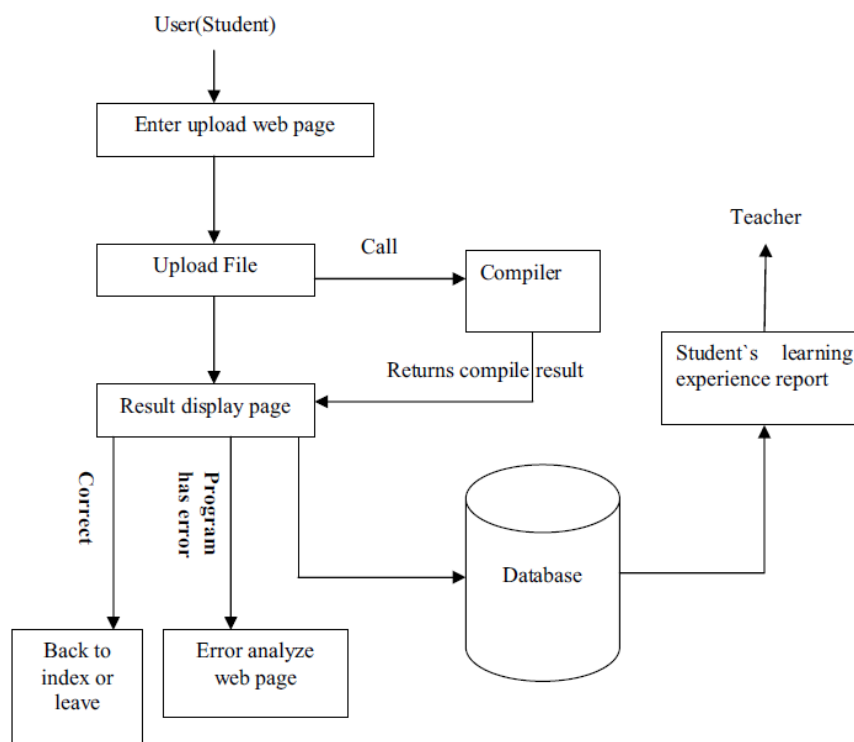 User(Student)
Enter upload web page
Teacher
Call
Upload File
Compiler
Student`s learning
experience report
Returns compile result
Result display page
Correct
Program
has error
Database
Back to
index or
leave
Error analyze
web page